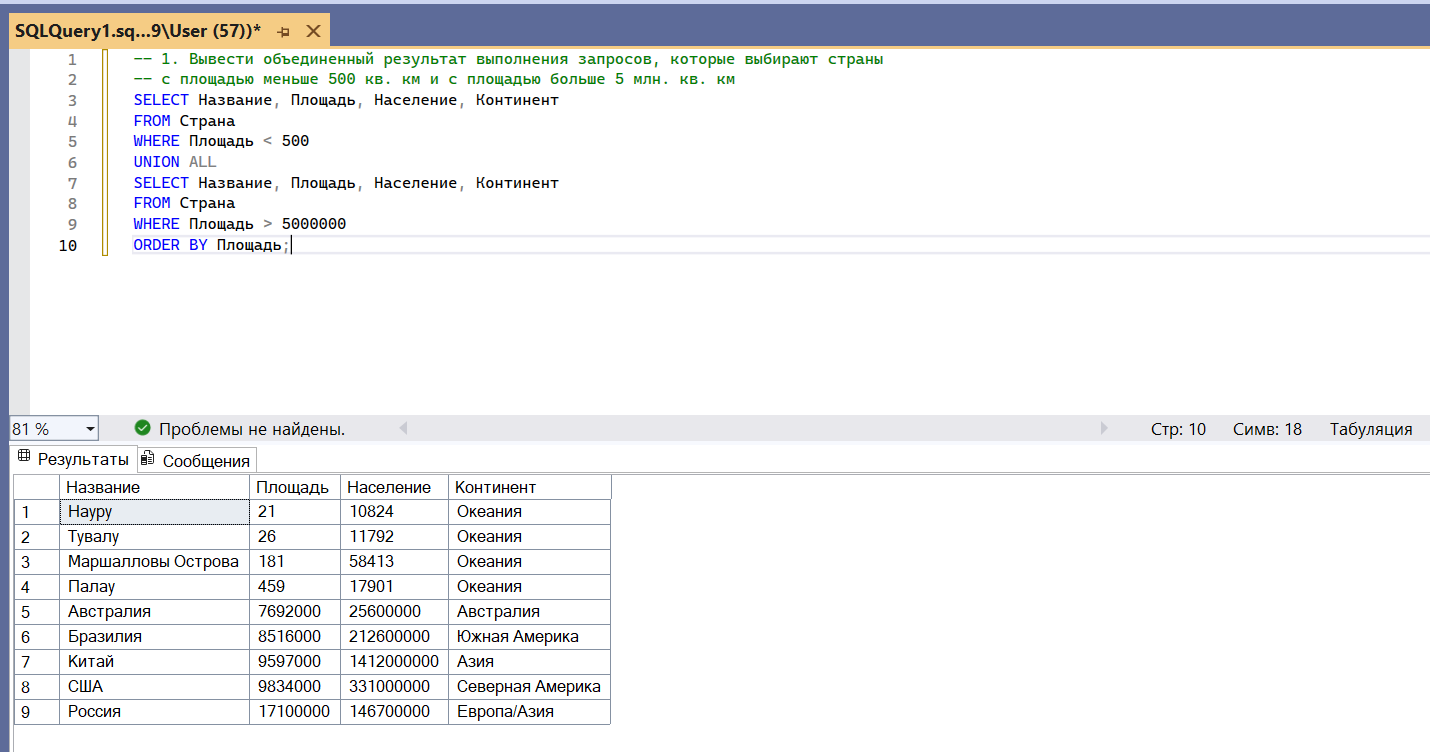 SQLQuery1.sq...9\User (57))*
1 -- 1. Вывести объединенный результат выполнения запросов, которые выбирают страны
2 -- с площадью меньше 500 кв. км и с площадью больше 5 млн. кв. км
3 SELECT Название, Площадь, Население, Континент
4 FROM Страна
5 WHERE Площадь < 500
6 UNION ALL
7 SELECT Название, Площадь, Население, Континент
8 FROM Страна
9 WHERE Площадь > 5000000
10 ORDER BY Площадь;
81 % Проблемы не найдены. Стр: 10 Симв: 18 Табуляция
Результаты Сообщения
Название Площадь Население Континент
1 Науру 21 10824 Океания
2 Тувалу 26 11792 Океания
3 Маршалловы Острова 181 58413 Океания
4 Палау 459 17901 Океания
5 Австралия 7692000 25600000 Австралия
6 Бразилия 8516000 212600000 Южная Америка
7 Китай 9597000 1412000000 Азия
8 США 9834000 331000000 Северная Америка
9 Россия 17100000 146700000 Европа/Азия